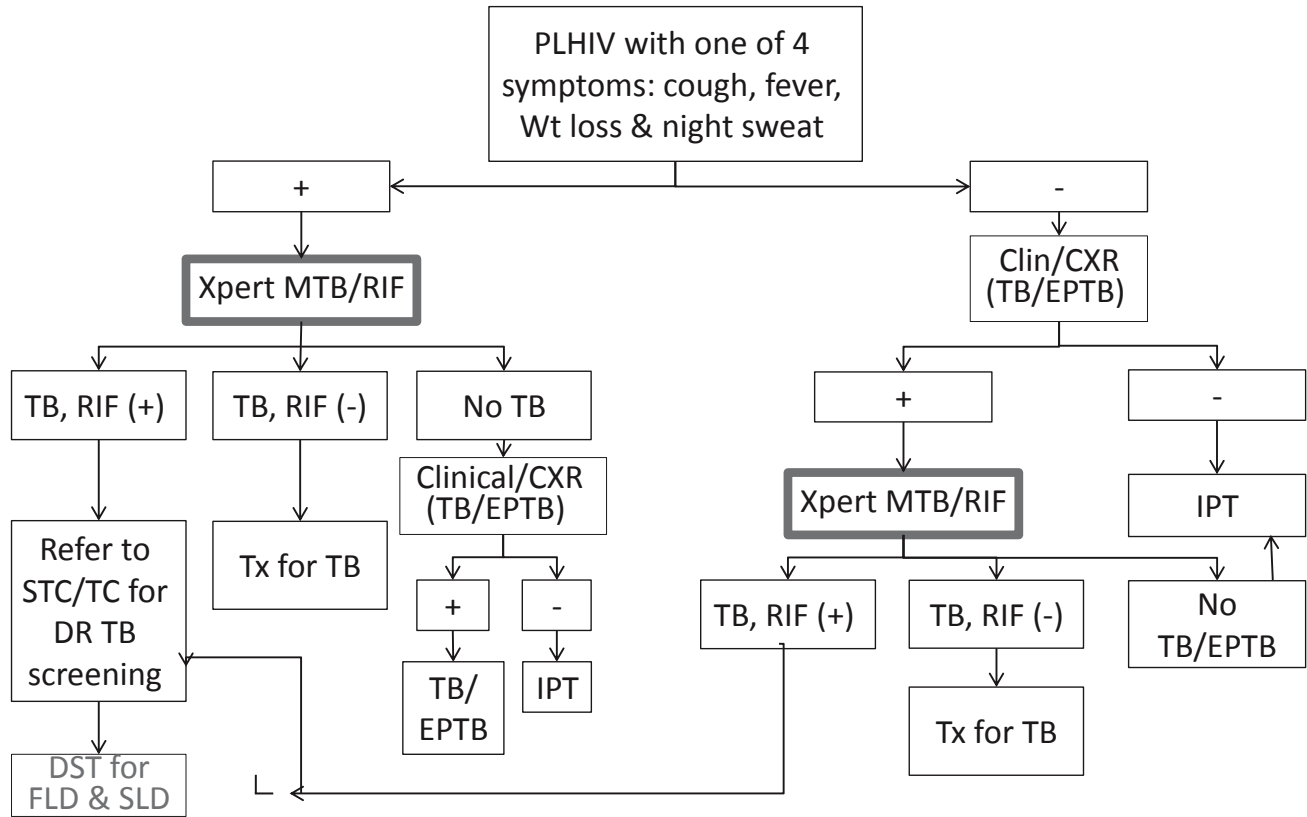 PLHIV with one of 4
symptoms: cough, fever,
Wt loss & night sweat
+
-
Xpert MTB/RIF
Clin/CXR
(TB/EPTB)
TB, RIF (+)
TB, RIF (-)
No TB
+
-
Clinical/CXR
(TB/EPTB)
Xpert MTB/RIF
IPT
Refer to
STC/TC for
DR TB
screening
Tx for TB
+
-
TB, RIF (+)
TB, RIF (-)
No
TB/EPTB
TB/
EPTB
IPT
Tx for TB
DST for
FLD & SLD